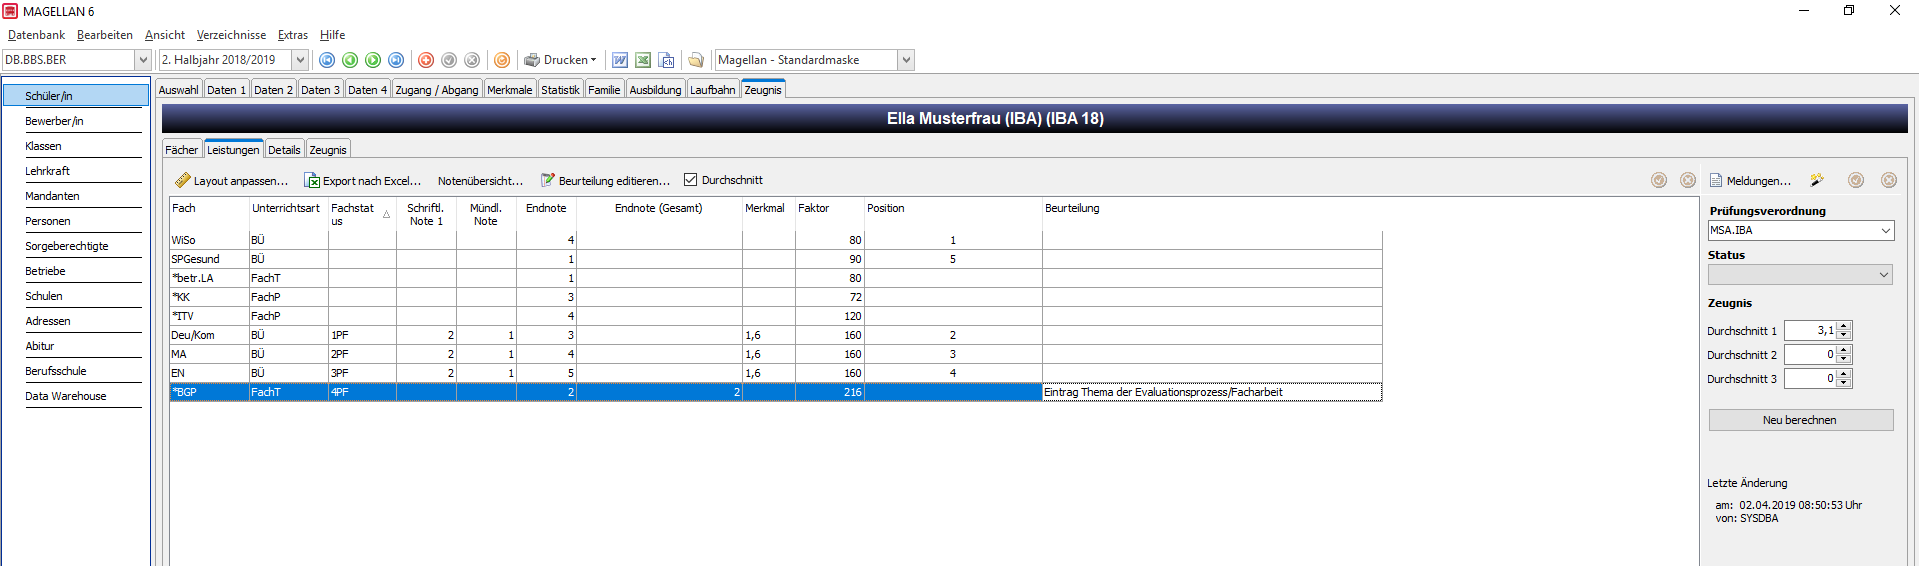 MAGELLAN 6
Datenbank Bearbeiten Ansicht Verzeichnisse Extras Hilfe
DB.BBS.BER 2. Halbjahr 2018/2019 Drucken Magellan - Standardmaske
Schüler/in
Bewerber/in
Klassen
Lehrkraft
Mandanten
Personen
Sorgeberechtigte
Betriebe
Schulen
Adressen
Abitur
Berufsschule
Data Warehouse
Auswahl Daten 1 Daten 2 Daten 3 Daten 4 Zugang / Abgang Merkmale Statistik Familie Ausbildung Laufbahn Zeugnis
Ella Musterfrau (IBA) (IBA 18)
Fächer Leistungen Details Zeugnis
Layout anpassen... Export nach Excel... Notenübersicht... Beurteilung editieren... Durchschnitt
Fach Unterrichtsart Fachstat Schriftl. Mündl. Endnote Endnote (Gesamt) Merkmal Faktor Position Beurteilung
us Note 1 Note
WiSo BÜ 4 80 1
SPGesund BÜ 1 90 5
*betr.LA FachT 1 80
*KK FachP 3 72
*ITV FachP 4 120
Deu/Kom BÜ 1PF 2 1 3 1,6 160 2
MA BÜ 2PF 2 1 4 1,6 160 3
EN BÜ 3PF 2 1 5 1,6 160 4
*BGP FachT 4PF 2 2 216 Eintrag Thema der Evaluationsprozess/Facharbeit
Meldungen...
Prüfungsverordnung
MSA.IBA
Status
Zeugnis
Durchschnitt 1 3,1
Durchschnitt 2 0
Durchschnitt 3 0
Neu berechnen
Letzte Änderung
am: 02.04.2019 08:50:53 Uhr
von: SYSDBA